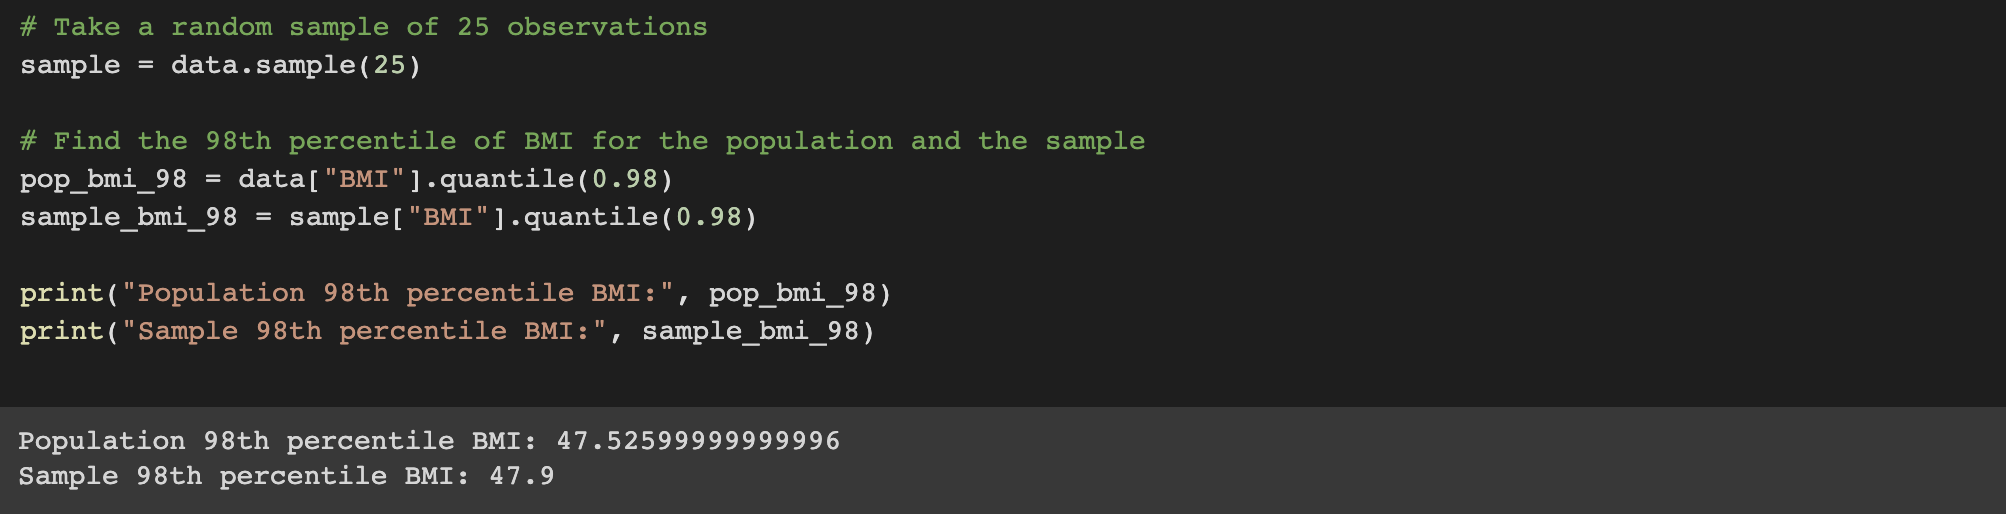 # Take a random sample of 25 observations
sample = data.sample(25)
# Find the 98th percentile of BMI for the population and the sample
pop_bmi_98 = data["BMI"].quantile(0.98)
sample_bmi_98 = sample["BMI"].quantile(0.98)
print("Population 98th percentile BMI:", pop_bmi_98)
print("Sample 98th percentile BMI:", sample_bmi_98)
Population 98th percentile BMI: 47.52599999999996
Sample 98th percentile BMI: 47.9